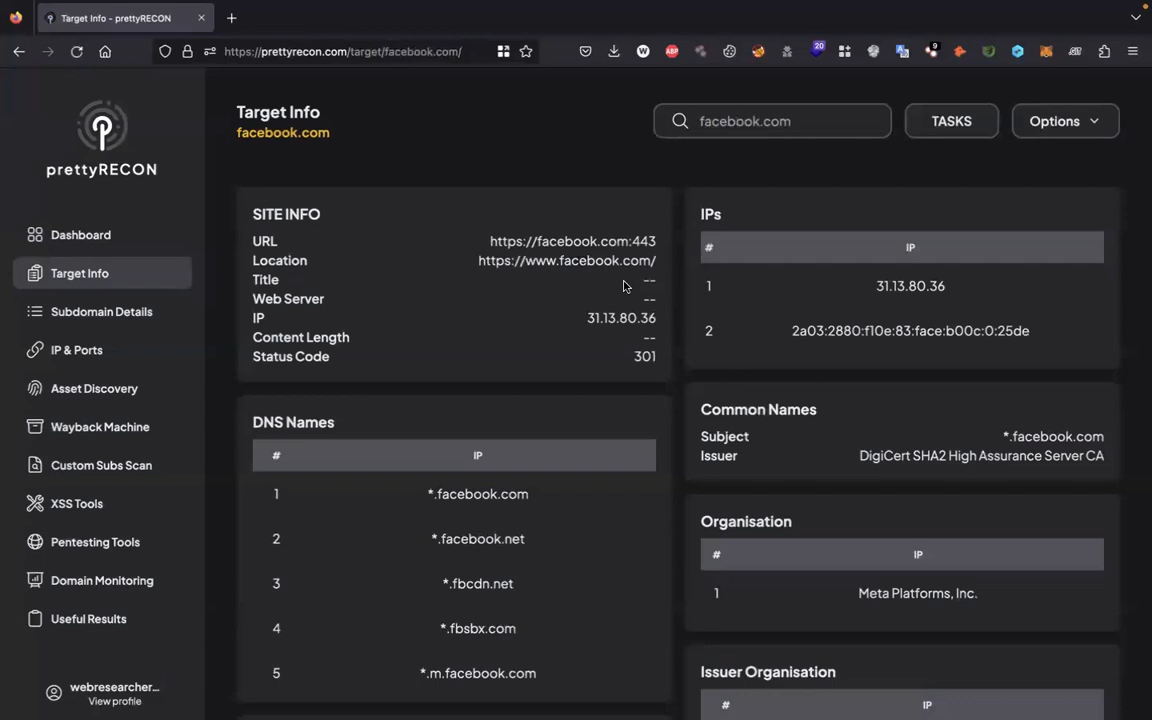 Target Info - prettyRECON
https://prettyrecon.com/target/facebook.com/
W
ABP
20
9
prettyRECON
Dashboard
Target Info
Subdomain Details
IP & Ports
Asset Discovery
Wayback Machine
Custom Subs Scan
XSS Tools
Pentesting Tools
Domain Monitoring
Useful Results
webresearcher...
View profile
Target Info
facebook.com
facebook.com
TASKS
Options
SITE INFO
URL https://facebook.com:443
Location https://www.facebook.com/
Title --
Web Server --
IP 31.13.80.36
Content Length --
Status Code 301
DNS Names
# IP
1 *.facebook.com
2 *.facebook.net
3 *.fbcdn.net
4 *.fbsbx.com
5 *.m.facebook.com
IPs
# IP
1 31.13.80.36
2 2a03:2880:f10e:83:face:b00c:0:25de
Common Names
Subject *.facebook.com
Issuer DigiCert SHA2 High Assurance Server CA
Organisation
# IP
1 Meta Platforms, Inc.
Issuer Organisation
# IP